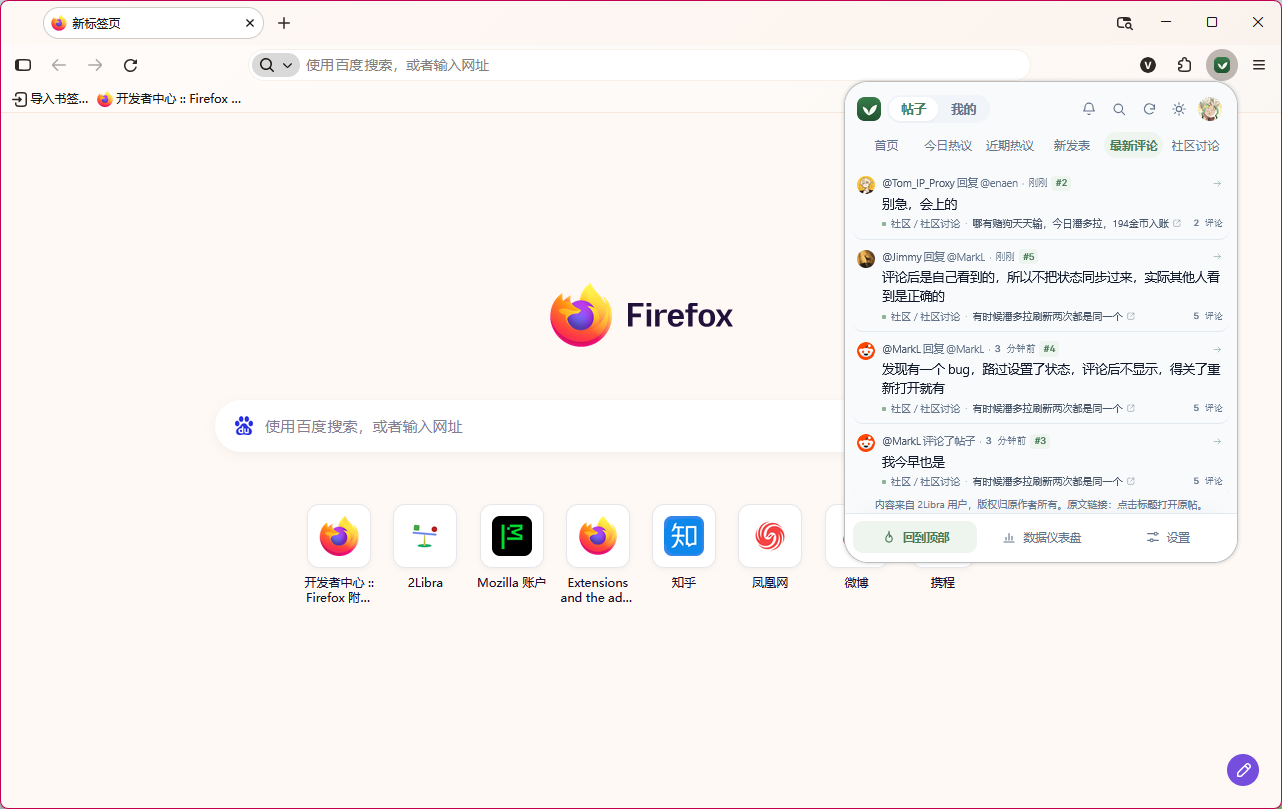 新标签页
使用百度搜索，或者输入网址
V
导入书签...
开发者中心 :: Firefox ...
帖子
我的
首页
今日热议
近期热议
新发表
最新评论
社区讨论
@Tom_IP_Proxy 回复 @enaen · 刚刚 #2
别急，会上的
社区 / 社区讨论 · 哪有赌狗天天输，今日潘多拉，194金币入账 2 评论
@Jimmy 回复 @MarkL · 刚刚 #5
评论后是自己看到的，所以不把状态同步过来，实际其他人看
到是正确的
社区 / 社区讨论 · 有时候潘多拉刷新两次都是同一个 5 评论
@MarkL 回复 @MarkL · 3 分钟前 #4
发现有一个 bug，路过设置了状态，评论后不显示，得关了重
新打开就有
社区 / 社区讨论 · 有时候潘多拉刷新两次都是同一个 5 评论
@MarkL 评论了帖子 · 3 分钟前 #3
我今早也是
社区 / 社区讨论 · 有时候潘多拉刷新两次都是同一个 5 评论
内容来自 2Libra 用户，版权归原作者所有。原文链接：点击标题打开原帖。
回到顶部
数据仪表盘
设置
Firefox
du
使用百度搜索，或者输入网址
知
开发者中心 ::
Firefox 附...
2Libra
Mozilla 账户
Extensions
and the ad...
知乎
凤凰网
微博
携程